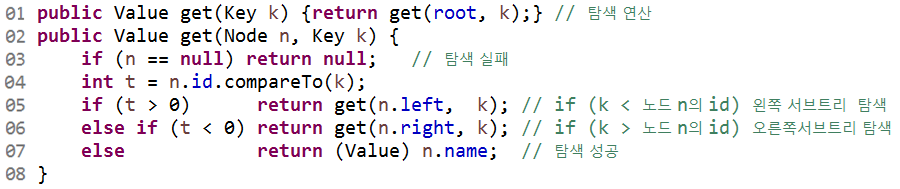 01 public Value get(Key k) {return get(root, k);} // 탐색 연산
02 public Value get(Node n, Key k) {
03     if (n == null) return null;   // 탐색 실패
04     int t = n.id.compareTo(k);
05     if (t > 0)      return get(n.left,  k); // if (k < 노드 n의 id) 왼쪽 서브트리 탐색
06     else if (t < 0) return get(n.right, k); // if (k > 노드 n의 id) 오른쪽서브트리 탐색
07     else            return (Value) n.name;  // 탐색 성공
08 }